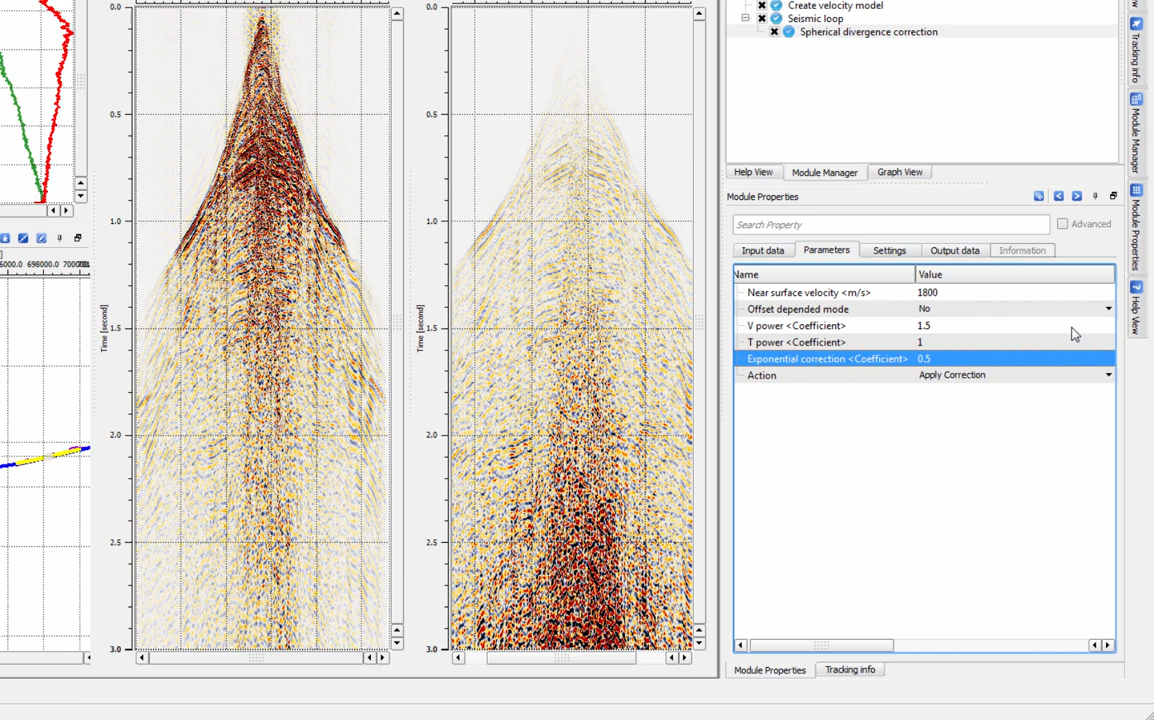 Create velocity model
Seismic loop
Spherical divergence correction
Help View
Module Manager
Graph View
Module Properties
Search Property
Advanced
Input data
Parameters
Settings
Output data
Information
Name
Value
Near surface velocity <m/s>
1800
Offset depended mode
No
V power <Coefficient>
1.5
T power <Coefficient>
1
Exponential correction <Coefficient>
0.5
Action
Apply Correction
Module Properties
Tracking info
Tracking info
Module Manager
Module Properties
Help View
0.0
0.5
1.0
1.5
2.0
2.5
3.0
Time [second]
0.0
0.5
1.0
1.5
2.0
2.5
3.0
Time [second]
698000.0